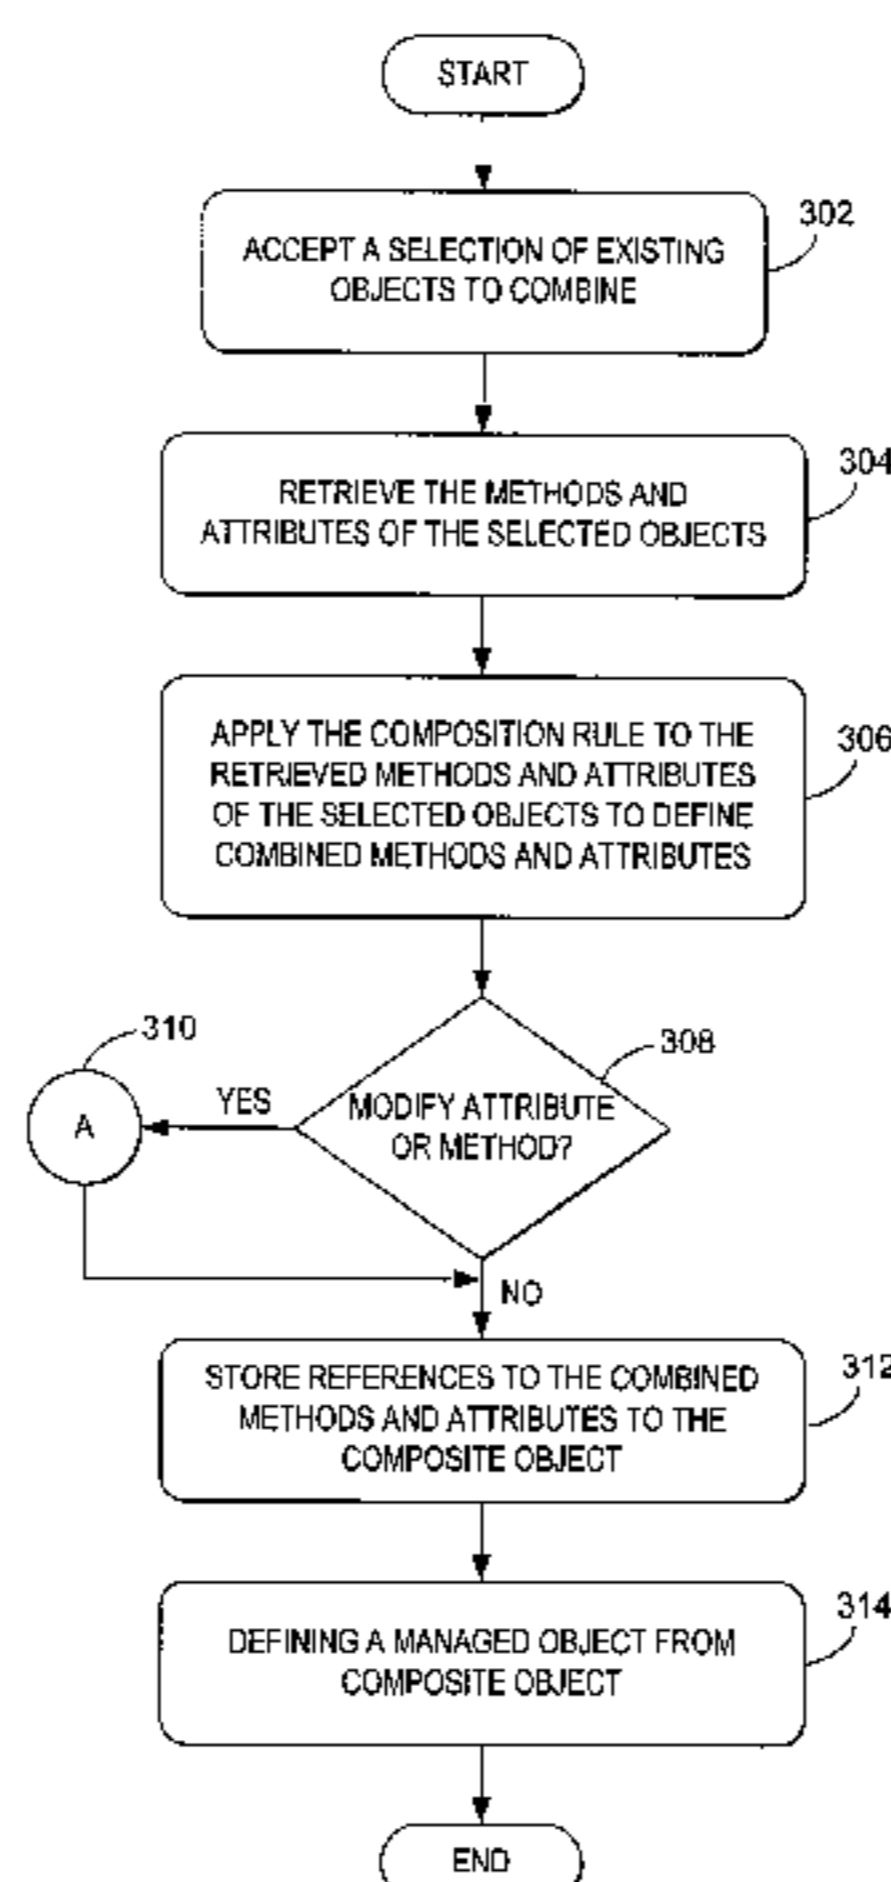 START
302
ACCEPT A SELECTION OF EXISTING
OBJECTS TO COMBINE
304
RETRIEVE THE METHODS AND
ATTRIBUTES OF THE SELECTED OBJECTS
306
APPLY THE COMPOSITION RULE TO THE
RETRIEVED METHODS AND ATTRIBUTES
OF THE SELECTED OBJECTS TO DEFINE
COMBINED METHODS AND ATTRIBUTES
310
308
A
YES
MODIFY ATTRIBUTE
OR METHOD?
NO
312
STORE REFERENCES TO THE COMBINED
METHODS AND ATTRIBUTES TO THE
COMPOSITE OBJECT
314
DEFINING A MANAGED OBJECT FROM
COMPOSITE OBJECT
END